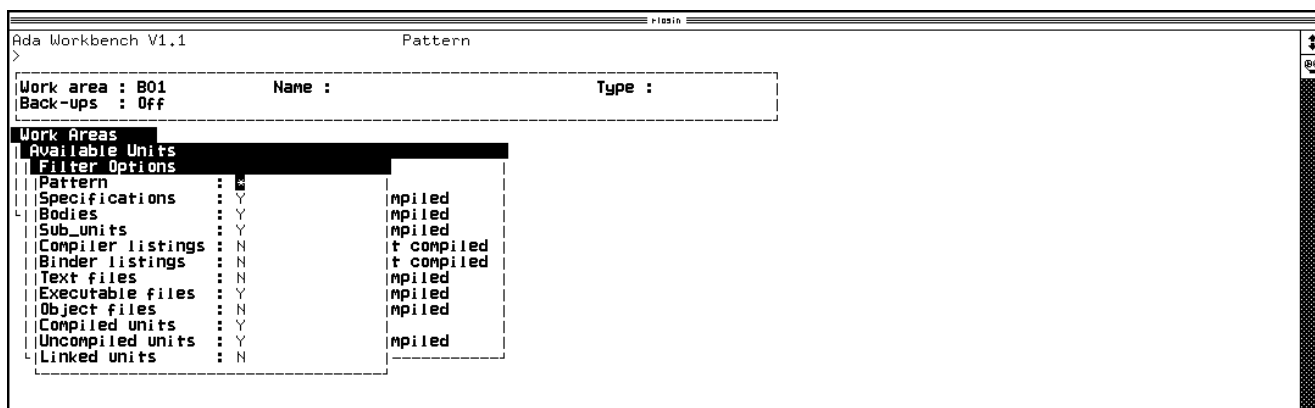 Ada Workbench V1.1 Pattern
>
Work area : B01 Name : Type :
Back-ups : Off
Work Areas
Available Units
Filter Options
Pattern : *
Specifications : Y mpiled
Bodies : Y mpiled
Sub_units : Y mpiled
Compiler listings : N t compiled
Binder listings : N t compiled
Text files : N mpiled
Executable files : Y mpiled
Object files : N mpiled
Compiled units : Y
Uncompiled units : Y mpiled
Linked units : N